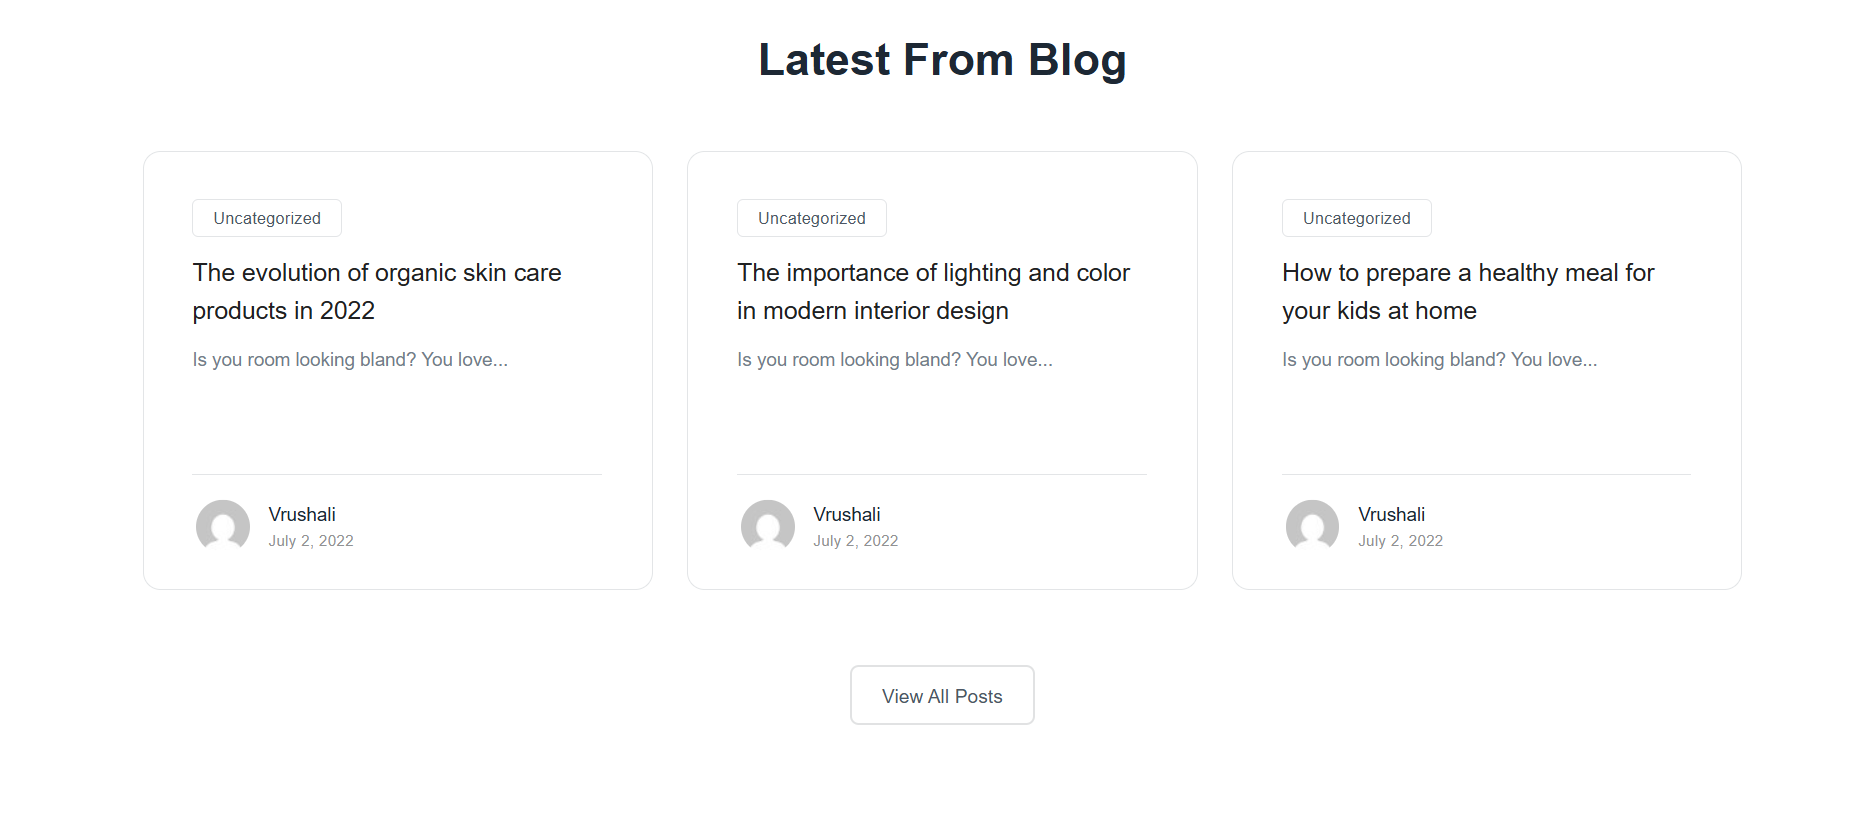 Latest From Blog
Uncategorized
The evolution of organic skin care
products in 2022
Is you room looking bland? You love...
Vrushali
July 2, 2022
Uncategorized
The importance of lighting and color
in modern interior design
Is you room looking bland? You love...
Vrushali
July 2, 2022
Uncategorized
How to prepare a healthy meal for
your kids at home
Is you room looking bland? You love...
Vrushali
July 2, 2022
View All Posts